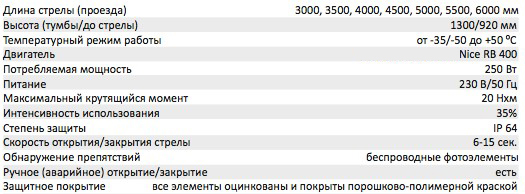 Длина стрелы (проезда) 3000, 3500, 4000, 4500, 5000, 5500, 6000 мм
Высота (тумбы/до стрелы) 1300/920 мм
Температурный режим работы от -35/-50 до +50 ºС
Двигатель Nice RB 400
Потребляемая мощность 250 Вт
Питание 230 В/50 Гц
Максимальный крутящийся момент 20 Нхм
Интенсивность использования 35%
Степень защиты IP 64
Скорость открытия/закрытия стрелы 6-15 сек.
Обнаружение препятствий беспроводные фотоэлементы
Ручное (аварийное) открытие/закрытие есть
Защитное покрытие все элементы оцинкованы и покрыты порошково-полимерной краской